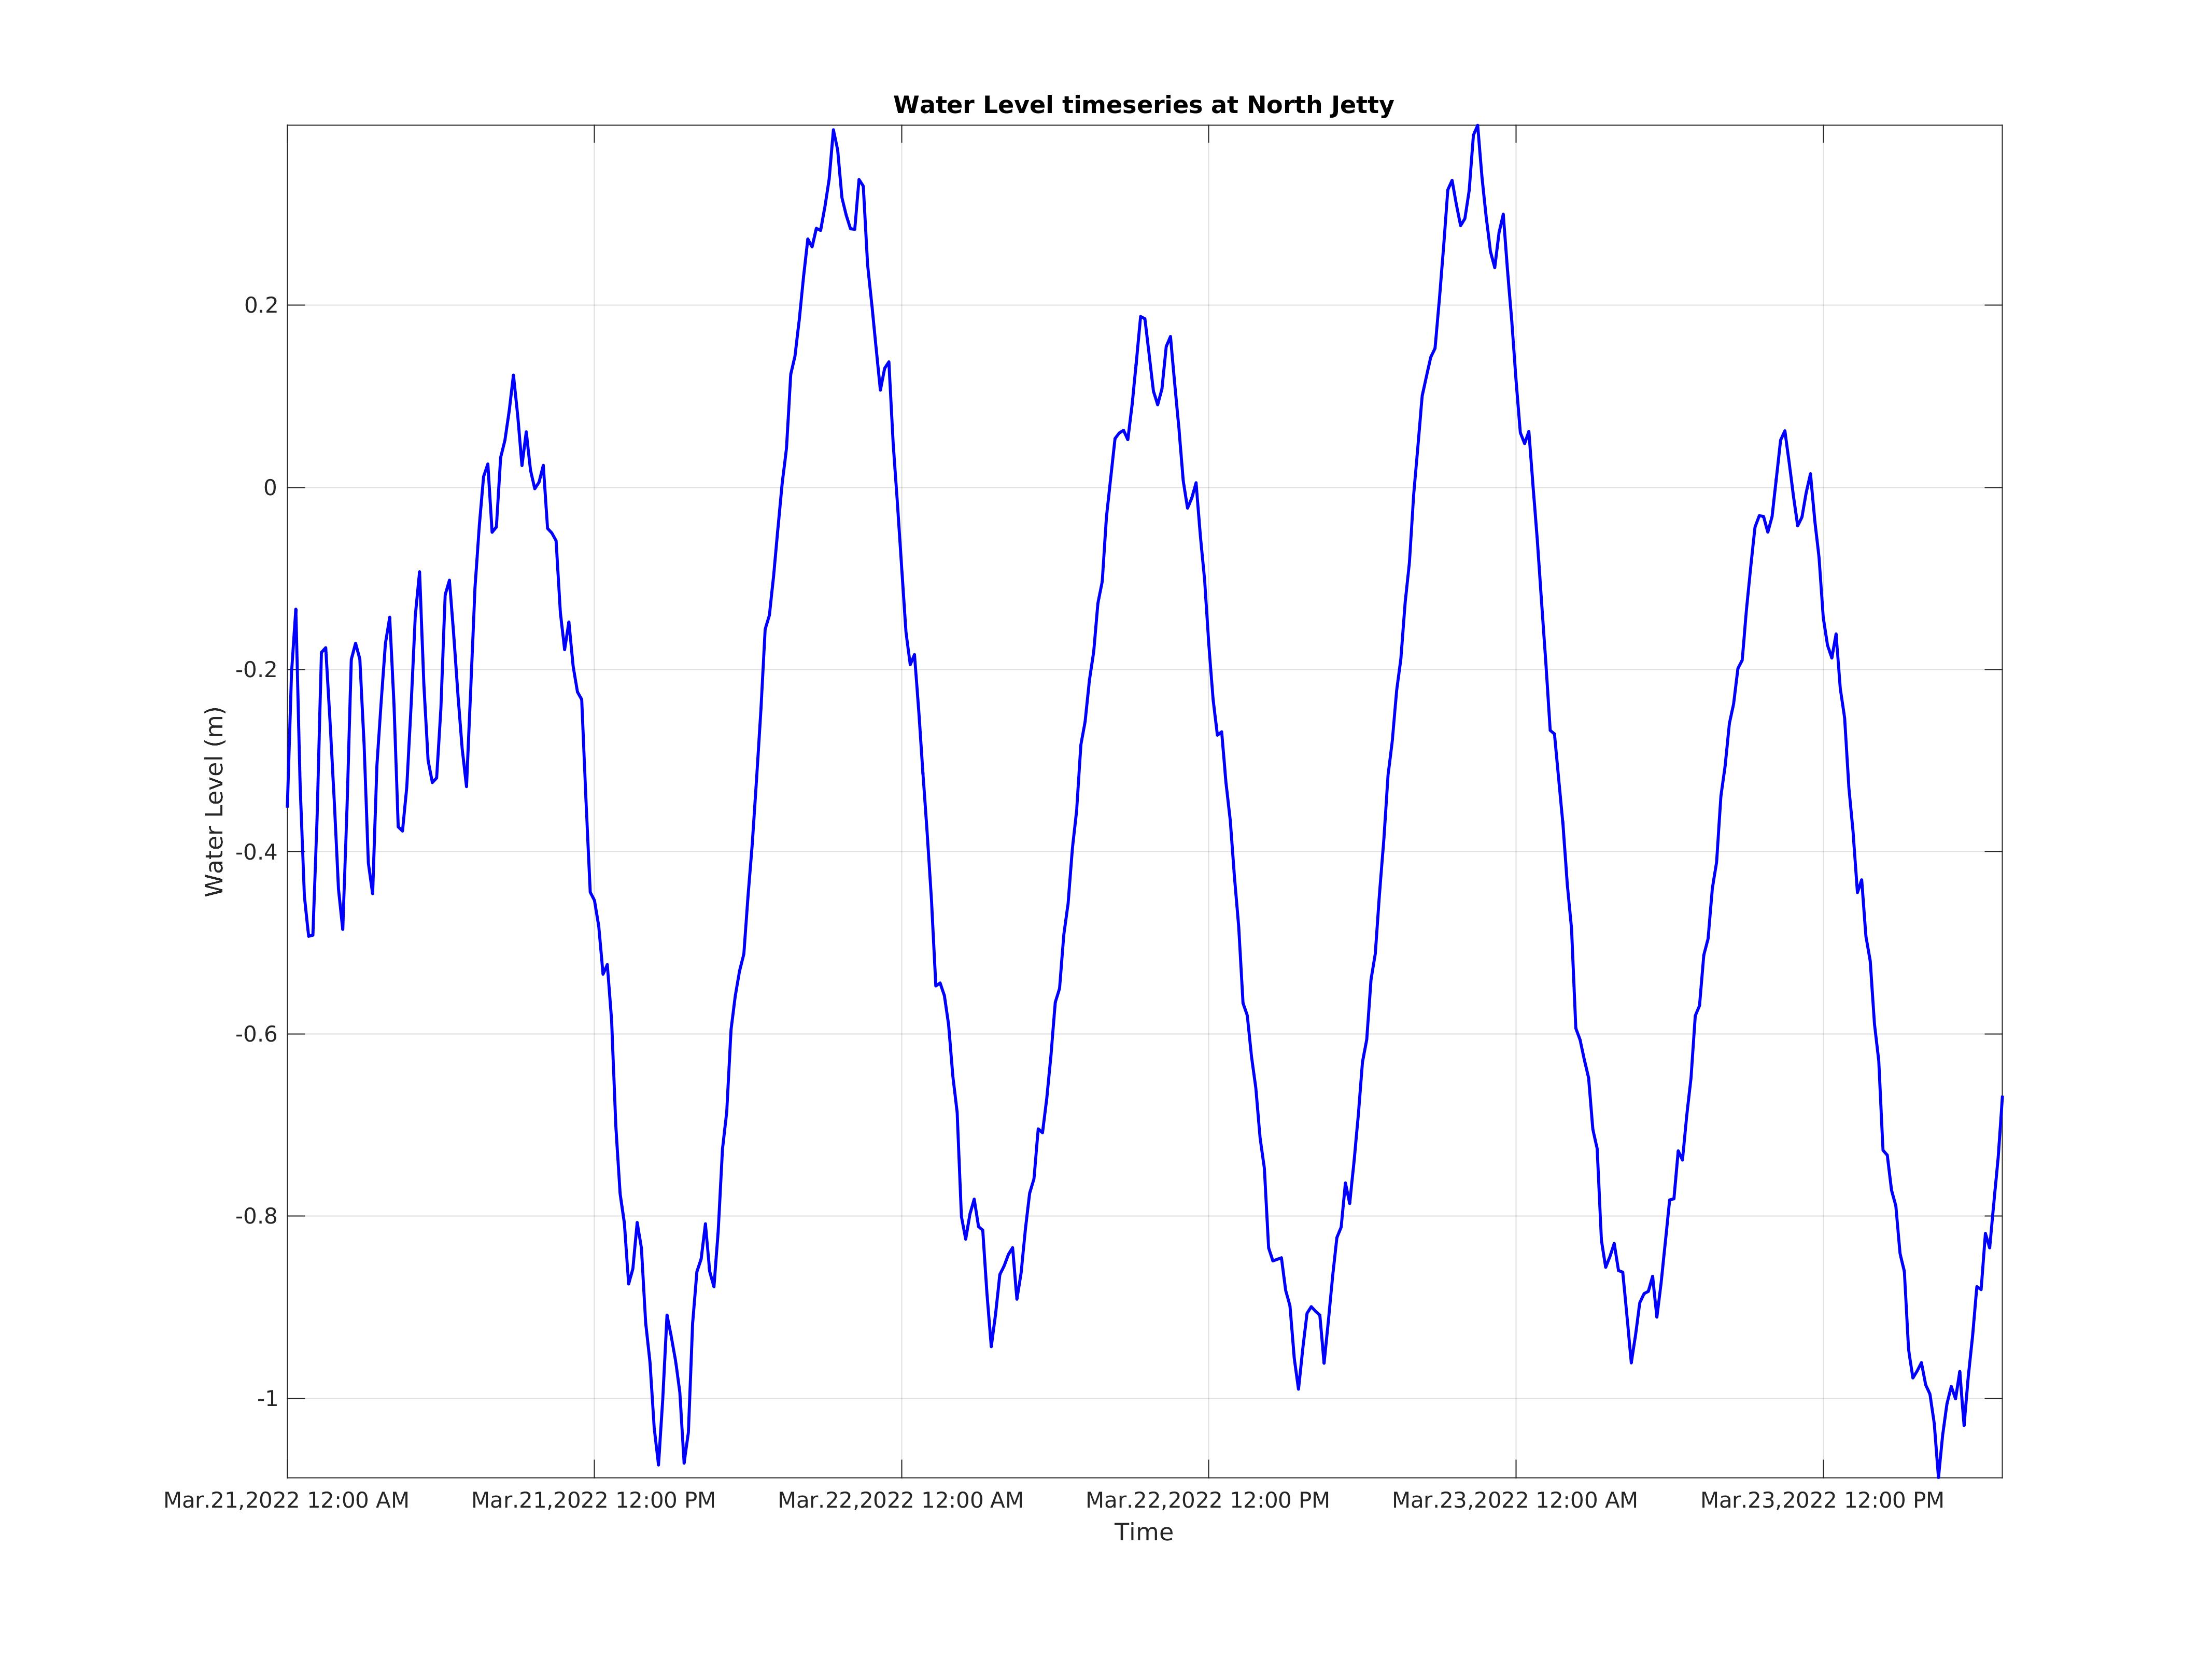 Water Level timeseries at North Jetty
0.2
0
-0.2
-0.4
-0.6
-0.8
-1
Water Level (m)
Mar.21,2022 12:00 AM Mar.21,2022 12:00 PM Mar.22,2022 12:00 AM Mar.22,2022 12:00 PM Mar.23,2022 12:00 AM Mar.23,2022 12:00 PM
Time